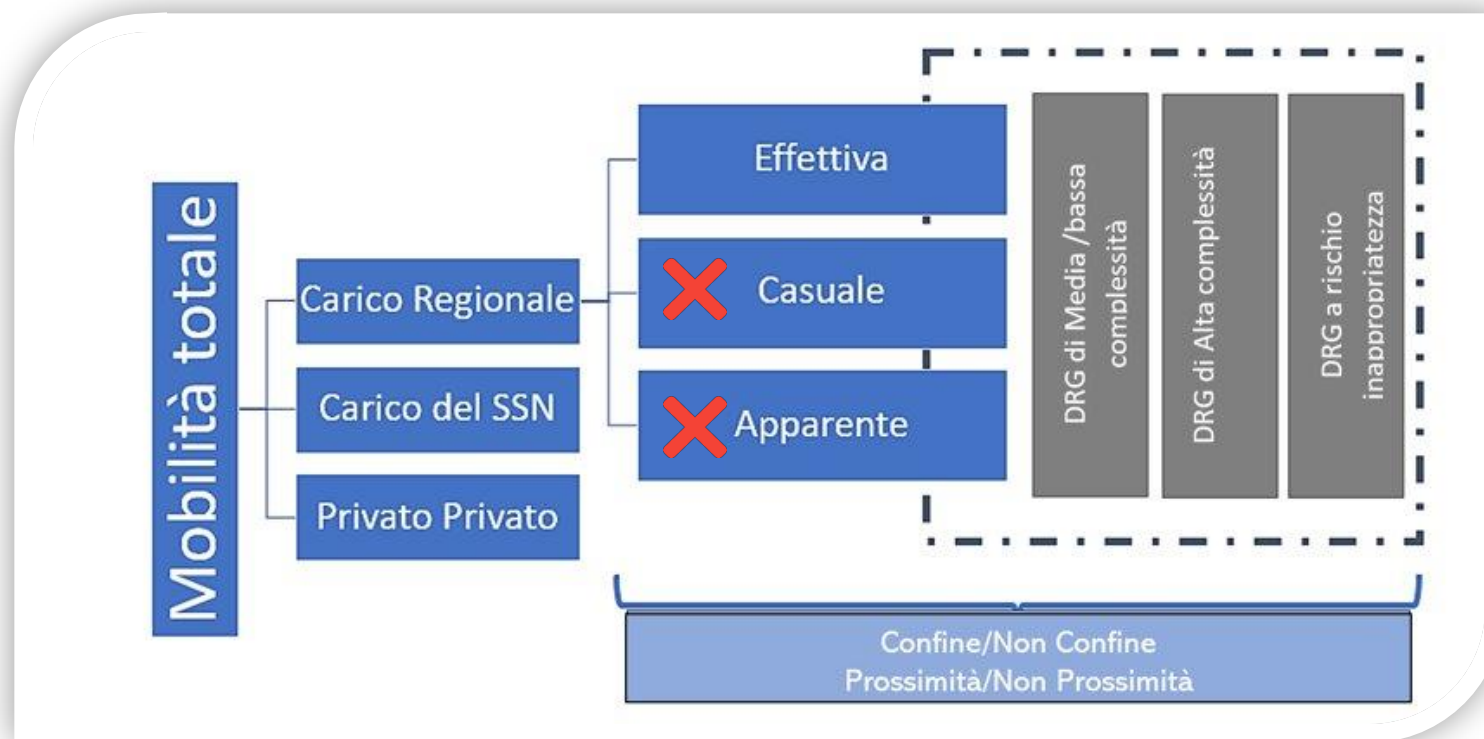 Mobilità totale
Carico Regionale
Carico del SSN
Privato Privato
Effettiva
Casuale
Apparente
DRG di Media /bassa
complessità
DRG di Alta complessità
DRG a rischio
inappropriatezza
Confine/Non Confine
Prossimità/Non Prossimità